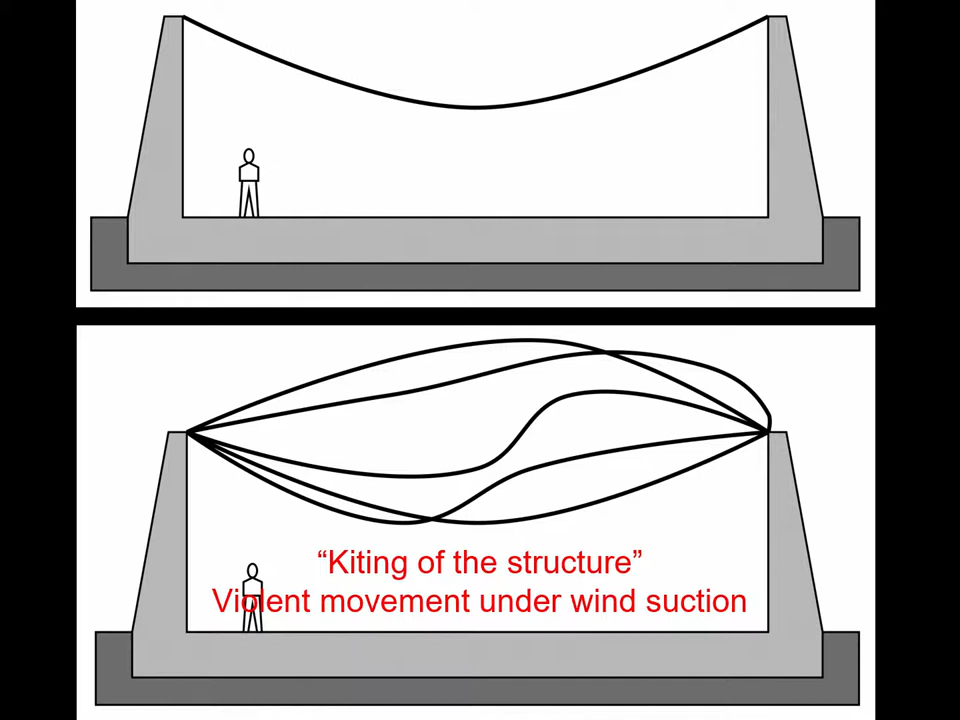 “Kiting of the structure”
Violent movement under wind suction